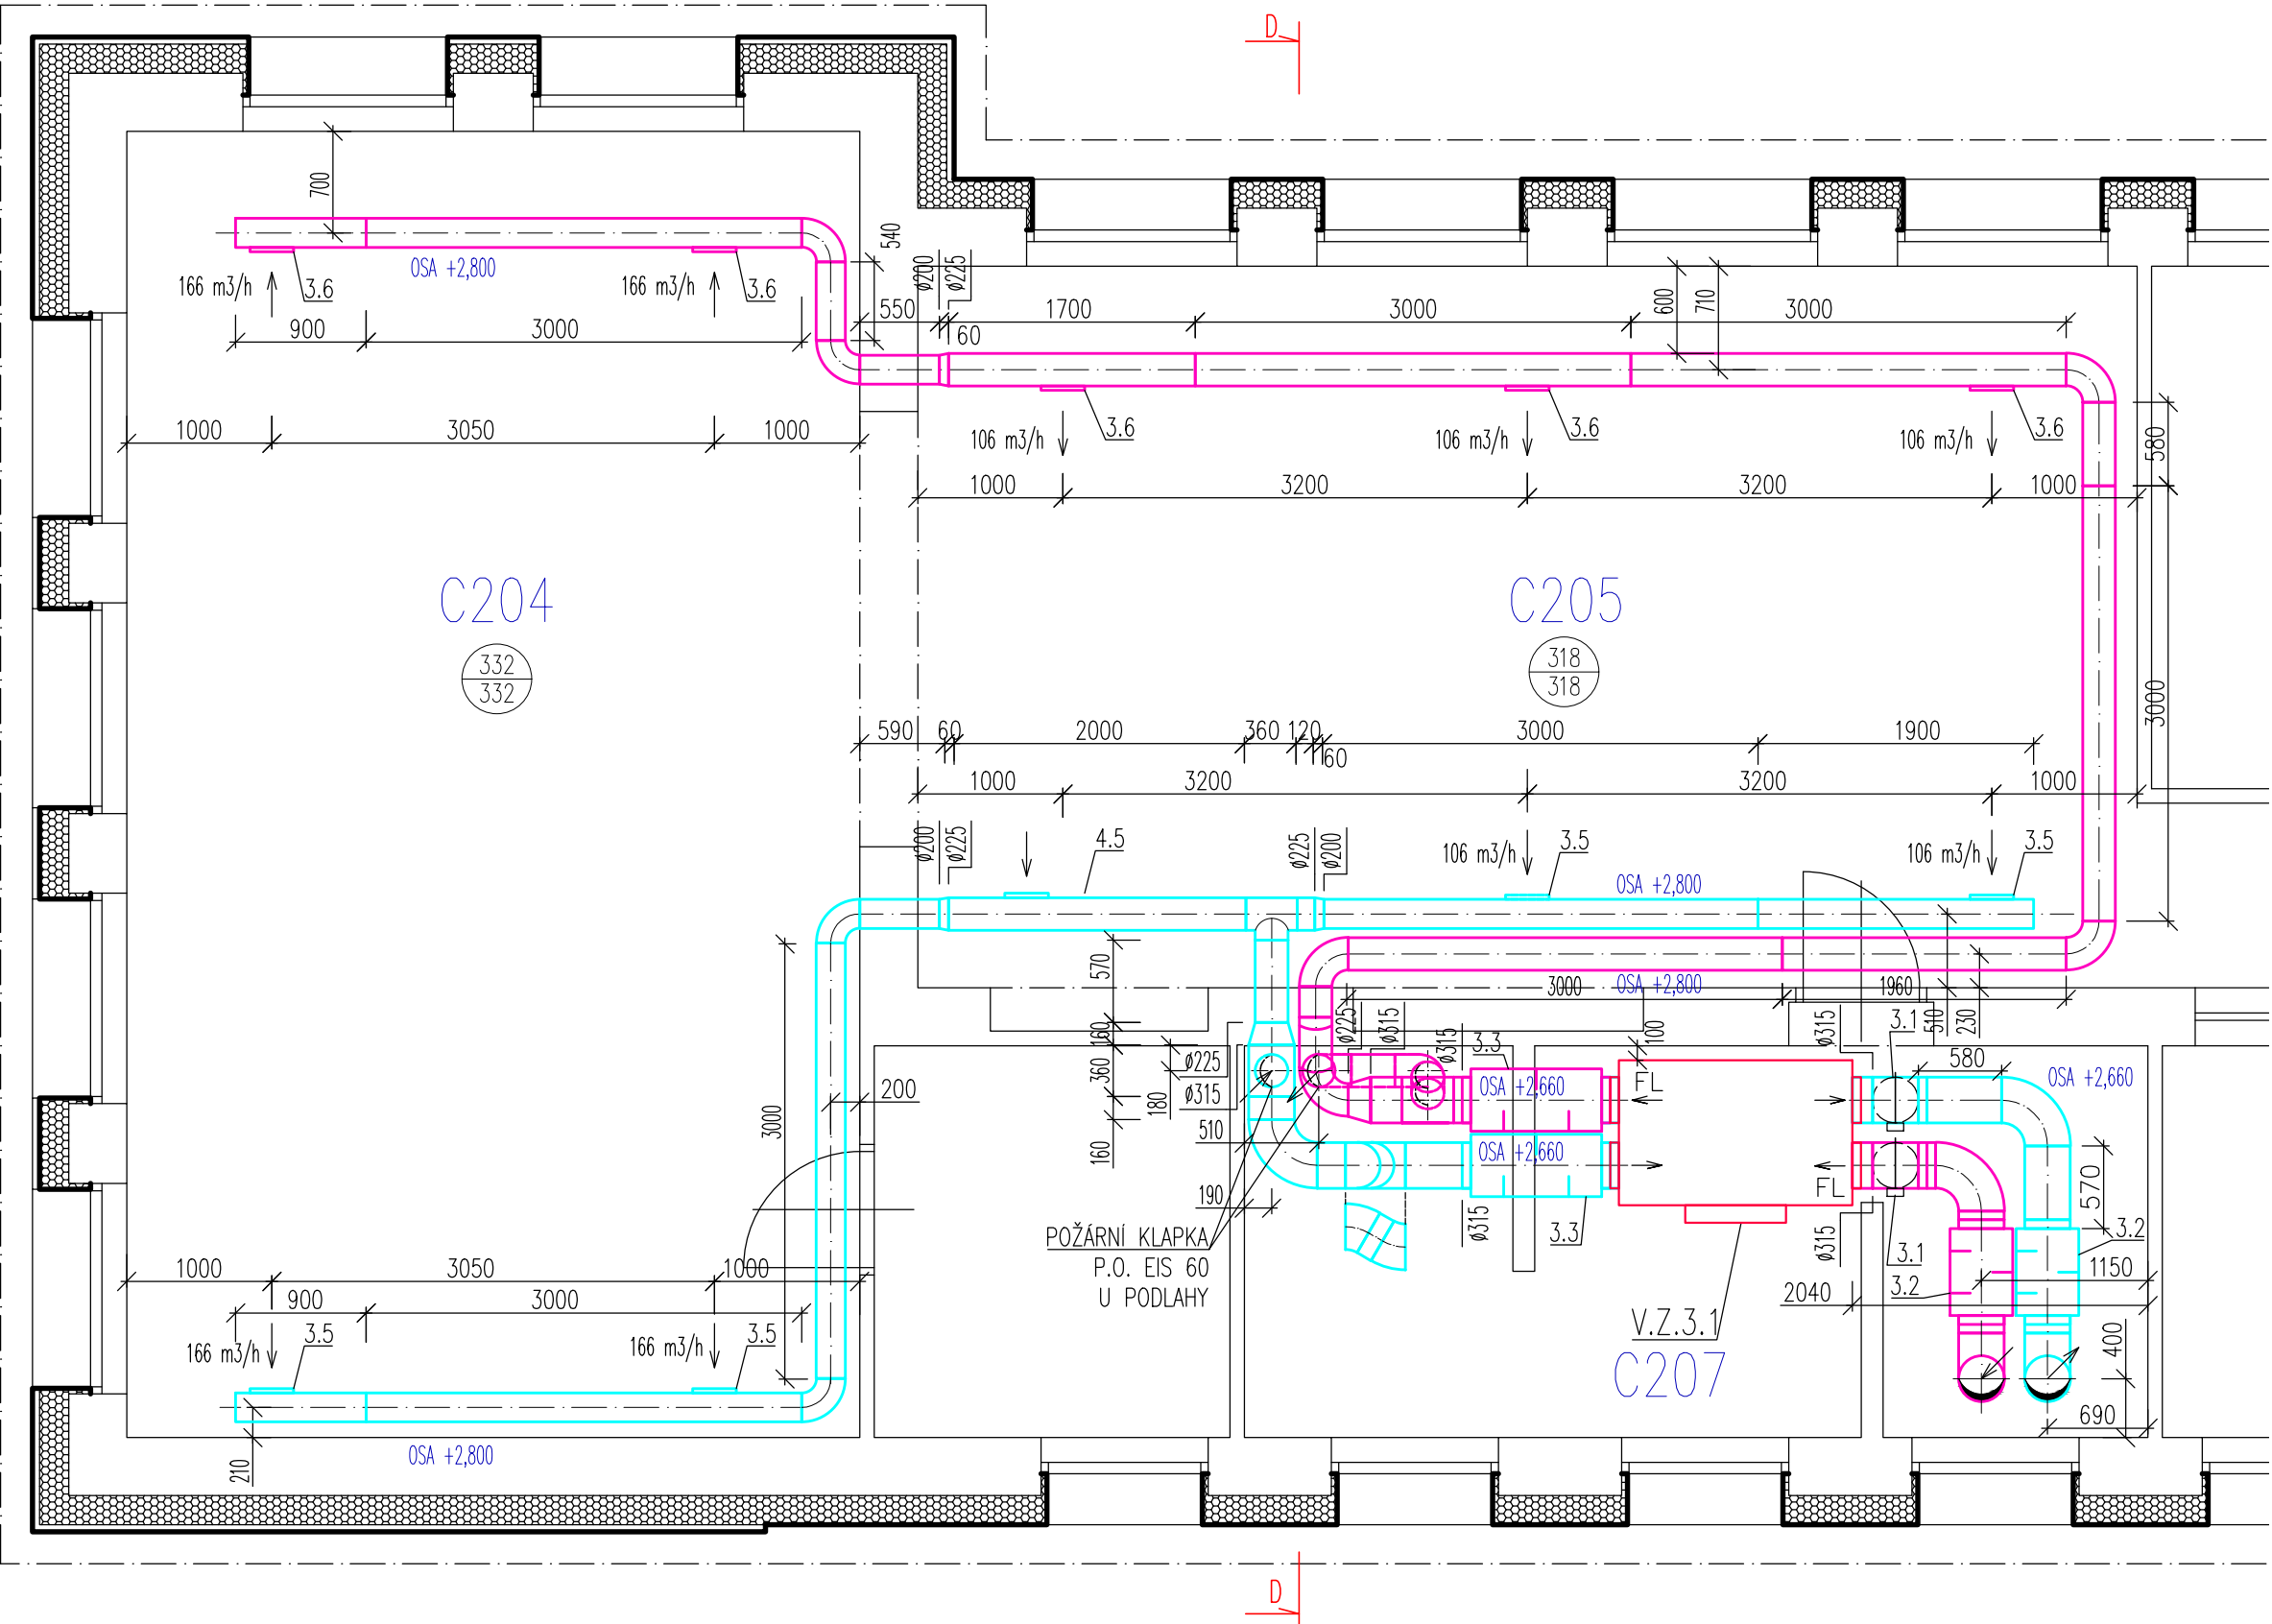 D
700
OSA +2,800
166 m3/h
3.6
166 m3/h
3.6
900
3000
540
ø200
ø225
550
60
1700
3000
600
710
3000
1000
3050
1000
106 m3/h
3.6
106 m3/h
3.6
106 m3/h
3.6
580
1000
3200
3200
1000
C204
332
332
C205
318
318
3000
590
60
2000
360
120
60
3000
1900
1000
3200
3200
1000
ø200
ø225
4.5
ø225
ø200
106 m3/h
3.5
OSA +2,800
106 m3/h
3.5
3000
570
160
360
160
180
ø225
ø315
510
190
200
3000
OSA +2,800
1960
510
230
ø225
ø315
ø315
3.3
100
OSA +2,660
OSA +2,660
FL
FL
ø315
3.1
580
OSA +2,660
570
ø315
3.3
ø315
3.1
3.2
3.2
1150
2040
400
690
POŽÁRNÍ KLAPKA
P.O. EIS 60
U PODLAHY
V.Z.3.1
C207
1000
3050
1000
900
3000
166 m3/h
3.5
166 m3/h
3.5
OSA +2,800
210
D